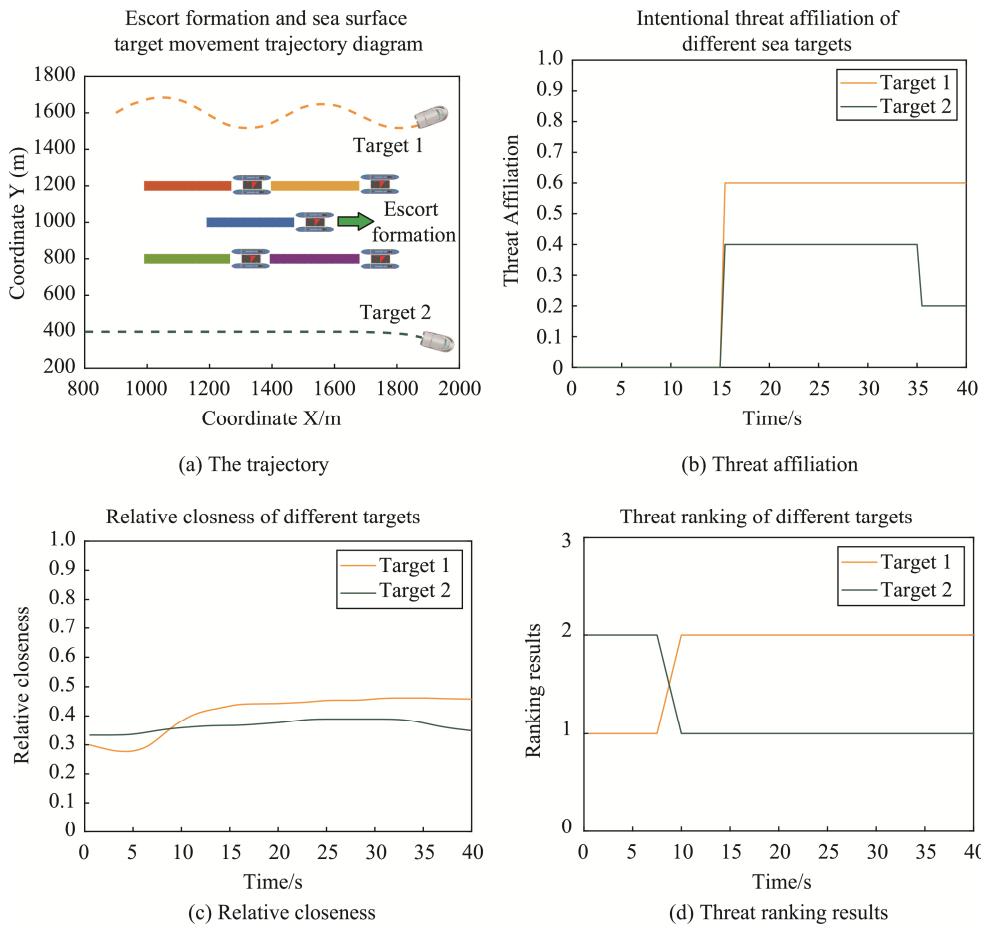 Escort formation and sea surface
target movement trajectory diagram
1800
1600
1400
1200
1000
800
600
400
200
Coordinate Y (m)
Target 1
Escort
formation
Target 2
800 1000 1200 1400 1600 1800 2000
Coordinate X/m
(a) The trajectory
Intentional threat affiliation of
different sea targets
1.0
0.9
0.8
0.7
0.6
0.5
0.4
0.3
0.2
0.1
0
Threat Affiliation
Target 1
Target 2
0 5 10 15 20 25 30 35 40
Time/s
(b) Threat affiliation
Relative closness of different targets
1.0
0.9
0.8
0.7
0.6
0.5
0.4
0.3
0.2
0.1
0
Relative closeness
Target 1
Target 2
0 5 10 15 20 25 30 35 40
Time/s
(c) Relative closeness
Threat ranking of different targets
3
2
1
0
Ranking results
Target 1
Target 2
0 5 10 15 20 25 30 35 40
Time/s
(d) Threat ranking results